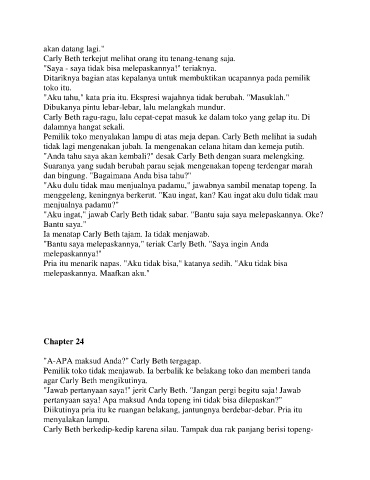 akan datang lagi."
Carly Beth terkejut melihat orang itu tenang-tenang saja.
"Saya - saya tidak bisa melepaskannya!" teriaknya.
Ditariknya bagian atas kepalanya untuk membuktikan ucapannya pada pemilik
toko itu.
"Aku tahu," kata pria itu. Ekspresi wajahnya tidak berubah. "Masuklah."
Dibukanya pintu lebar-lebar, lalu melangkah mundur.
Carly Beth ragu-ragu, lalu cepat-cepat masuk ke dalam toko yang gelap itu. Di
dalamnya hangat sekali.
Pemilik toko menyalakan lampu di atas meja depan. Carly Beth melihat ia sudah
tidak lagi mengenakan jubah. Ia mengenakan celana hitam dan kemeja putih.
"Anda tahu saya akan kembali?" desak Carly Beth dengan suara melengking.
Suaranya yang sudah berubah parau sejak mengenakan topeng terdengar marah
dan bingung. "Bagaimana Anda bisa tahu?"
"Aku dulu tidak mau menjualnya padamu," jawabnya sambil menatap topeng. Ia
menggeleng, keningnya berkerut. "Kau ingat, kan? Kau ingat aku dulu tidak mau
menjualnya padamu?"
"Aku ingat," jawab Carly Beth tidak sabar. "Bantu saja saya melepaskannya. Oke?
Bantu saya."
Ia menatap Carly Beth tajam. Ia tidak menjawab.
"Bantu saya melepaskannya," teriak Carly Beth. "Saya ingin Anda
melepaskannya!"
Pria itu menarik napas. "Aku tidak bisa," katanya sedih. "Aku tidak bisa
melepaskannya. Maafkan aku."
Chapter 24
"A-APA maksud Anda?" Carly Beth tergagap.
Pemilik toko tidak menjawab. Ia berbalik ke belakang toko dan memberi tanda
agar Carly Beth mengikutinya.
"Jawab pertanyaan saya!" jerit Carly Beth. "Jangan pergi begitu saja! Jawab
pertanyaan saya! Apa maksud Anda topeng ini tidak bisa dilepaskan?"
Diikutinya pria itu ke ruangan belakang, jantungnya berdebar-debar. Pria itu
menyalakan lampu.
Carly Beth berkedip-kedip karena silau. Tampak dua rak panjang berisi topeng-